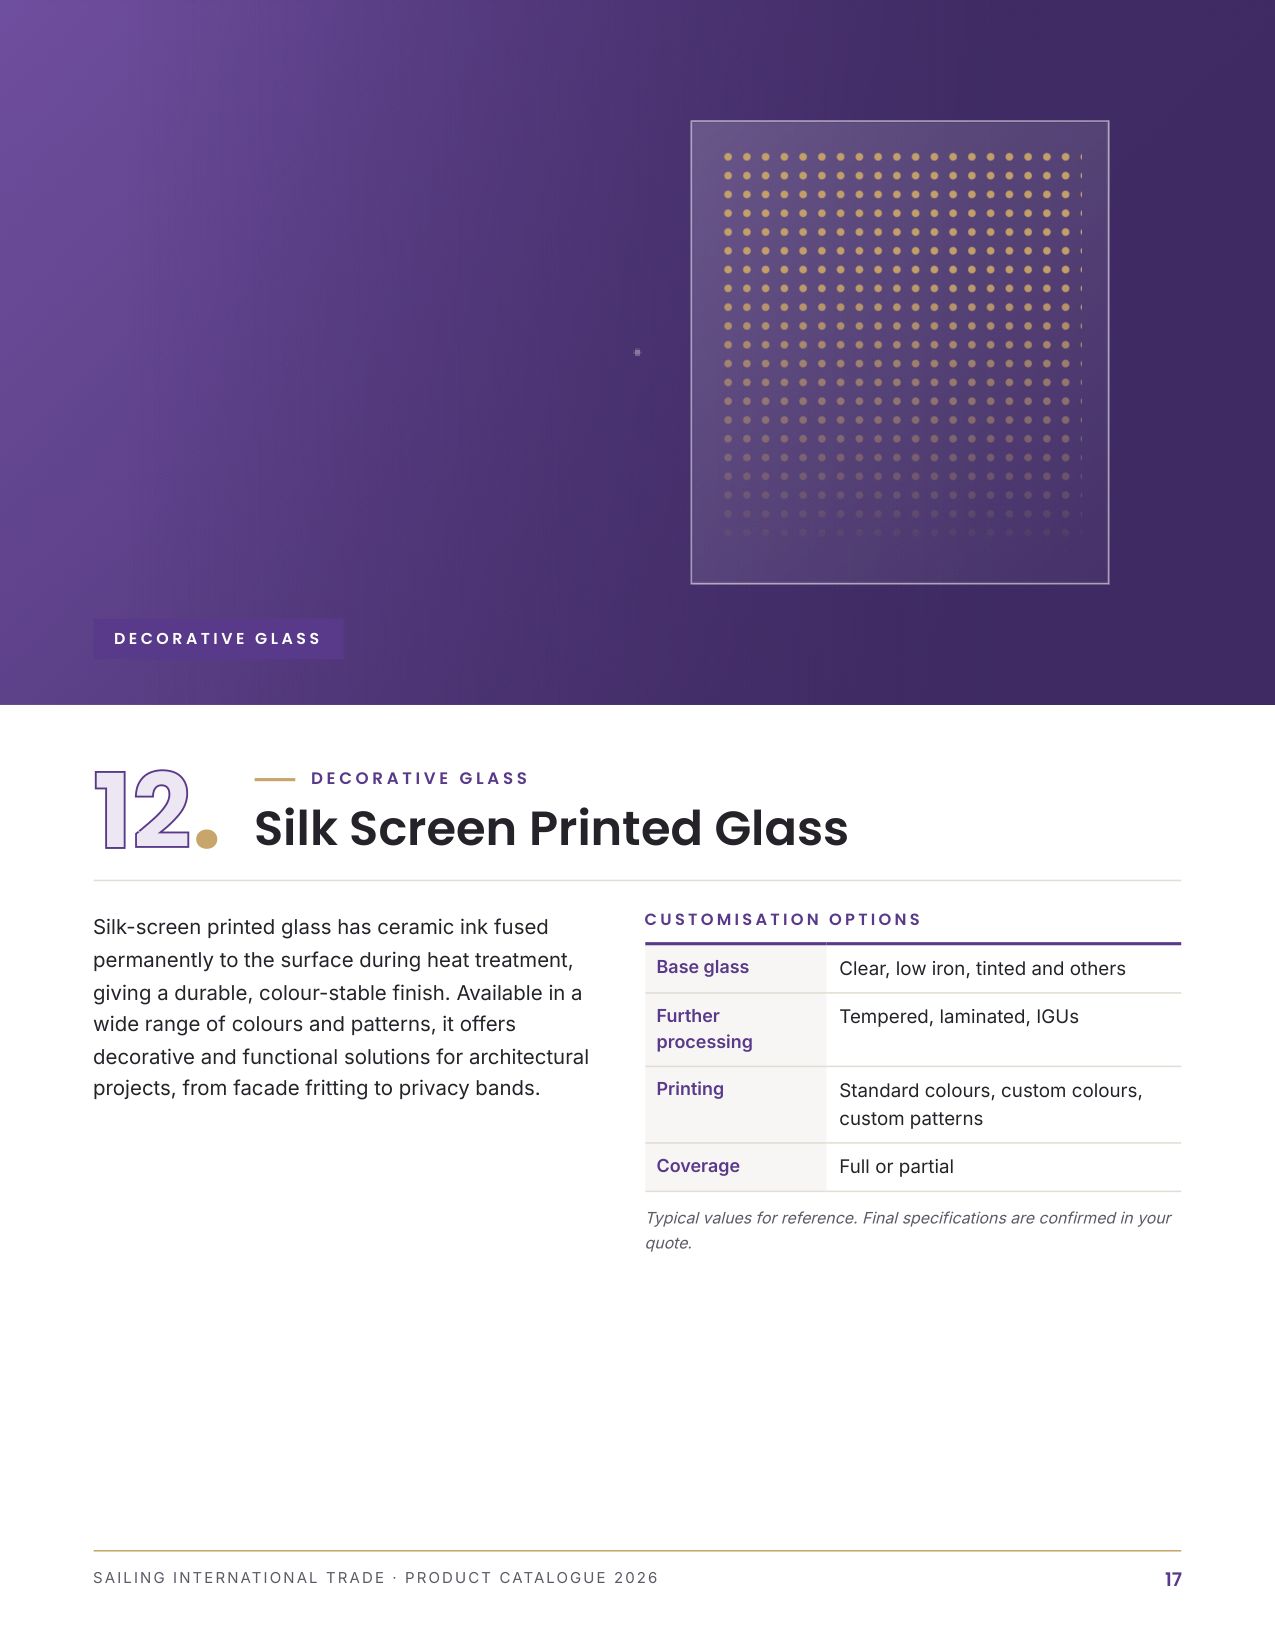 DECORATIVE GLASS
12.
DECORATIVE GLASS
Silk Screen Printed Glass
Silk-screen printed glass has ceramic ink fused
permanently to the surface during heat treatment,
giving a durable, colour-stable finish. Available in a
wide range of colours and patterns, it offers
decorative and functional solutions for architectural
projects, from facade fritting to privacy bands.
CUSTOMISATION OPTIONS
Base glass
Clear, low iron, tinted and others
Further
processing
Tempered, laminated, IGUs
Printing
Standard colours, custom colours,
custom patterns
Coverage
Full or partial
Typical values for reference. Final specifications are confirmed in your
quote.
SAILING INTERNATIONAL TRADE · PRODUCT CATALOGUE 2026
17